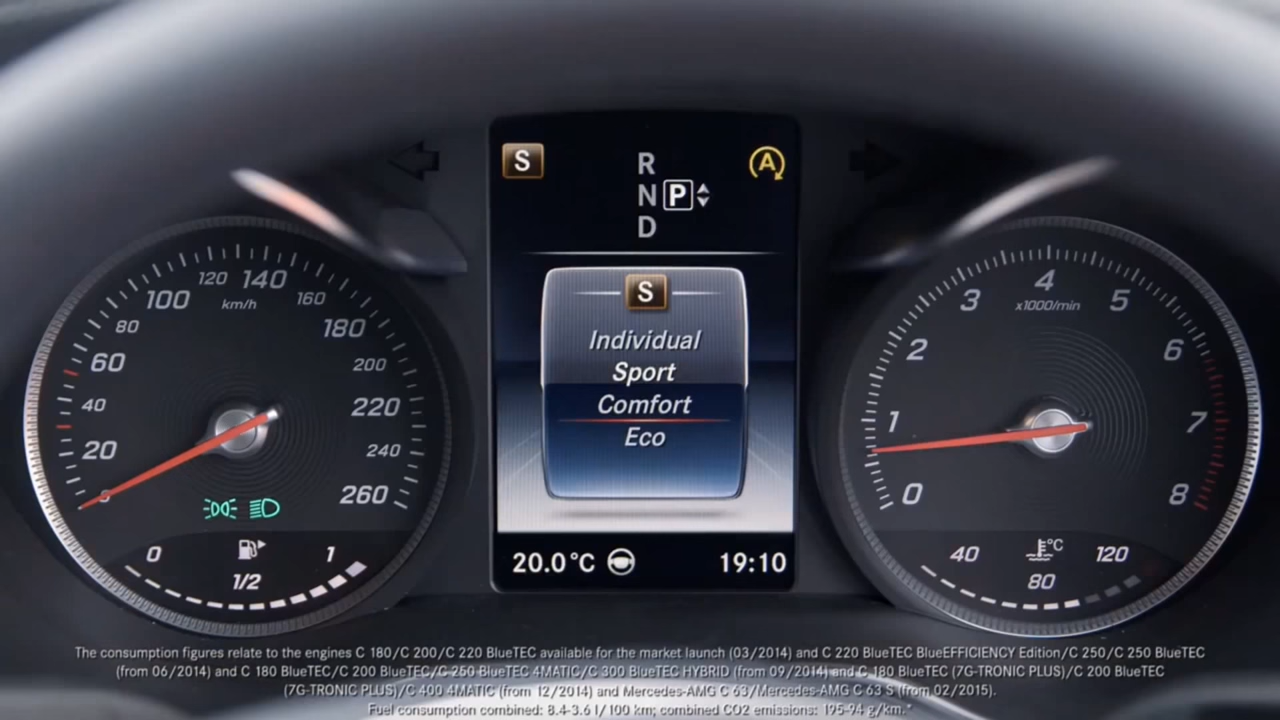 S
R
N P
D
A
0
20
40
60
80
100
120
140
160
180
200
220
240
260
km/h
S
Individual
Sport
Comfort
Eco
0
1
2
3
4
5
6
7
8
x1000/min
0 1/2 1
20.0°C
19:10
40 80 120
°C
The consumption figures relate to the engines C 180/C 200/C 220 BlueTEC available for the market launch (03/2014) and C 220 BlueTEC BlueEFFICIENCY Edition/C 250/C 250 BlueTEC
(from 06/2014) and C 180 BlueTEC/C 200 BlueTEC/C 250 BlueTEC 4MATIC/C 300 BlueTEC HYBRID (from 09/2014) and C 180 BlueTEC (7G-TRONIC PLUS)/C 200 BlueTEC
(7G-TRONIC PLUS)/C 400 4MATIC (from 12/2014) and Mercedes-AMG C 63/Mercedes-AMG C 63 S (from 02/2015).
Fuel consumption combined: 8.4-3.6 l/100 km; combined CO2 emissions: 195-94 g/km.*